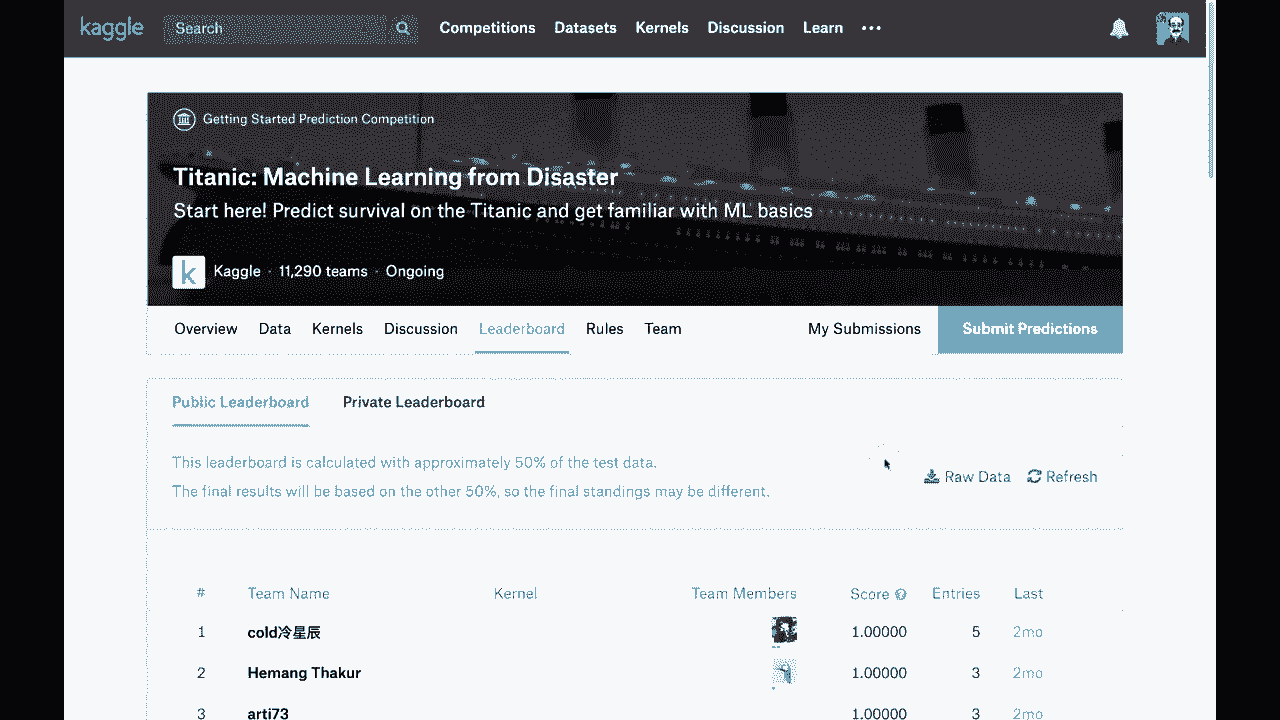 kaggle Search Competitions Datasets Kernels Discussion Learn
Getting Started Prediction Competition
Titanic: Machine Learning from Disaster
Start here! Predict survival on the Titanic and get familiar with ML basics
k Kaggle · 11,290 teams · Ongoing
Overview Data Kernels Discussion Leaderboard Rules Team My Submissions Submit Predictions
Public Leaderboard Private Leaderboard
This leaderboard is calculated with approximately 50% of the test data.
The final results will be based on the other 50%, so the final standings may be different.
Raw Data Refresh
# Team Name Kernel Team Members Score Entries Last
1 cold冷星辰 1.00000 5 2mo
2 Hemang Thakur 1.00000 3 2mo
3 arti73 1.00000 3 2mo